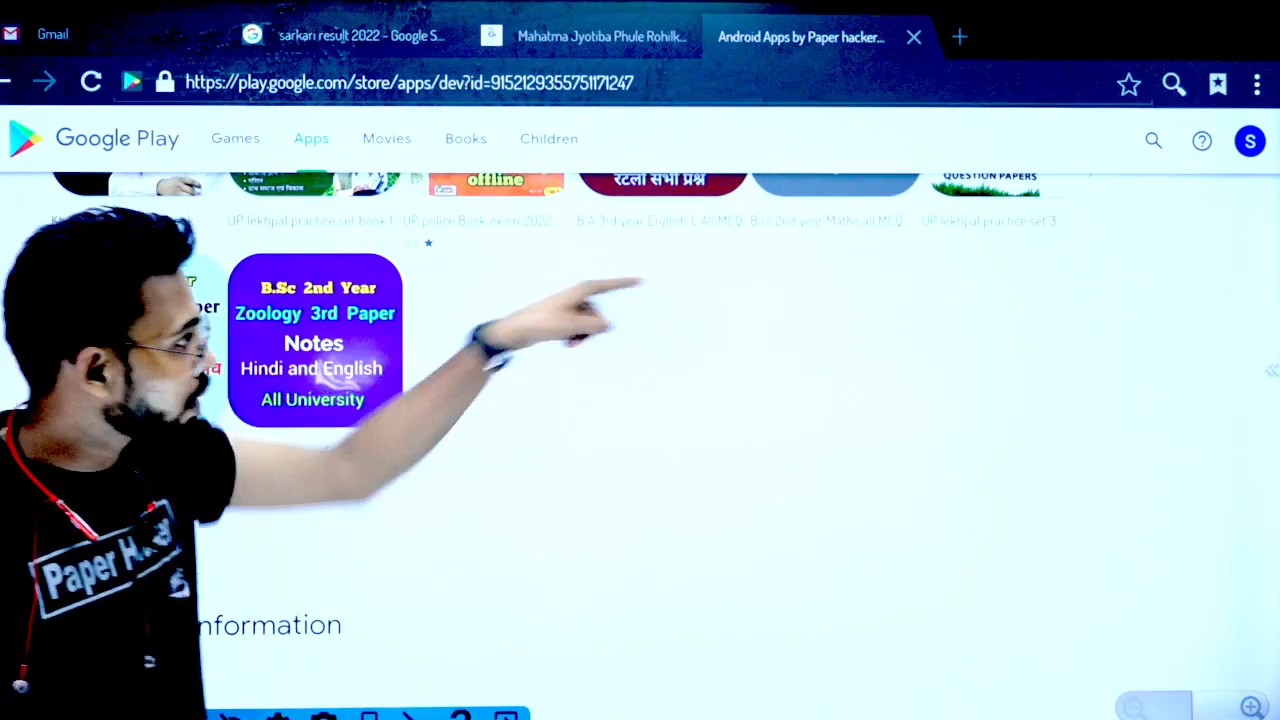 Gmail
sarkari result 2022 - Google S...
Mahatma Jyotiba Phule Rohilk...
Android Apps by Paper hacker...
https://play.google.com/store/apps/dev?id=9152129355751171247
Google Play
Games
Apps
Movies
Books
Children
S
offline
रटलो सभी प्रश्न
QUESTION PAPERS
UP lekhpal practice set book 1
UP police Book exam 2022
B.A 3rd year English L All MCQ
B.sc 2nd year Maths all MCQ
UP lekhpal practice set 3
B.Sc 2nd Year
Zoology 3rd Paper
Notes
Hindi and English
All University
Paper
nformation